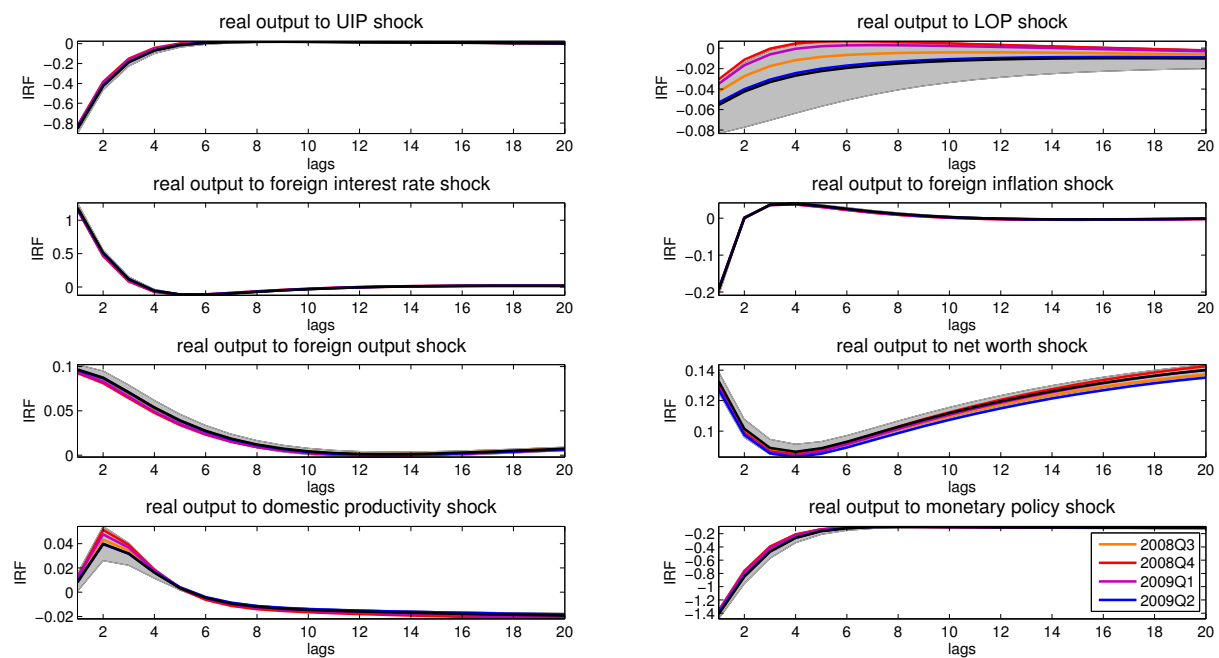 real output to UIP shock
0
−0.2
−0.4
−0.6
−0.8
IRF
2 4 6 8 10 12 14 16 18 20
lags
real output to LOP shock
0
−0.02
−0.04
−0.06
−0.08
IRF
2 4 6 8 10 12 14 16 18 20
lags
real output to foreign interest rate shock
1
0.5
0
IRF
2 4 6 8 10 12 14 16 18 20
lags
real output to foreign inflation shock
0
−0.1
−0.2
IRF
2 4 6 8 10 12 14 16 18 20
lags
real output to foreign output shock
0.1
0.05
0
IRF
2 4 6 8 10 12 14 16 18 20
lags
real output to net worth shock
0.14
0.12
0.1
IRF
2 4 6 8 10 12 14 16 18 20
lags
real output to domestic productivity shock
0.04
0.02
0
−0.02
IRF
2 4 6 8 10 12 14 16 18 20
lags
real output to monetary policy shock
−0.2
−0.4
−0.6
−0.8
−1
−1.2
−1.4
IRF
2 4 6 8 10 12 14 16 18 20
lags
2008Q3
2008Q4
2009Q1
2009Q2